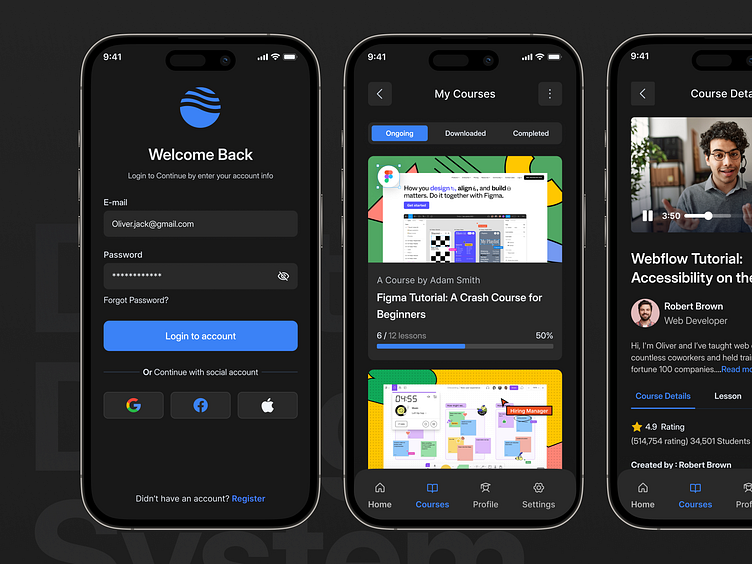 9:41
Welcome Back
Login to Continue by enter your account info
E-mail
Oliver.jack@gmail.com
Password
************
Forgot Password?
Login to account
Or Continue with social account
Didn't have an account? Register
9:41
My Courses
Ongoing Downloaded Completed
How you design, align, and build
matters. Do it together with Figma.
Get started
A Course by Adam Smith
Figma Tutorial: A Crash Course for
Beginners
6 / 12 lessons 50%
04:55
Hiring Manager
Home Courses Profile Settings
9:41
Course Deta
3:50
Webflow Tutorial:
Accessibility on the
Robert Brown
Web Developer
Hi, I'm Oliver and I've taught web
countless coworkers and held trai
fortune 100 companies....Read mo
Course Details Lesson
4.9 Rating
(514,754 rating) 34,501 Students
Created by : Robert Brown
Home Courses Prof
System